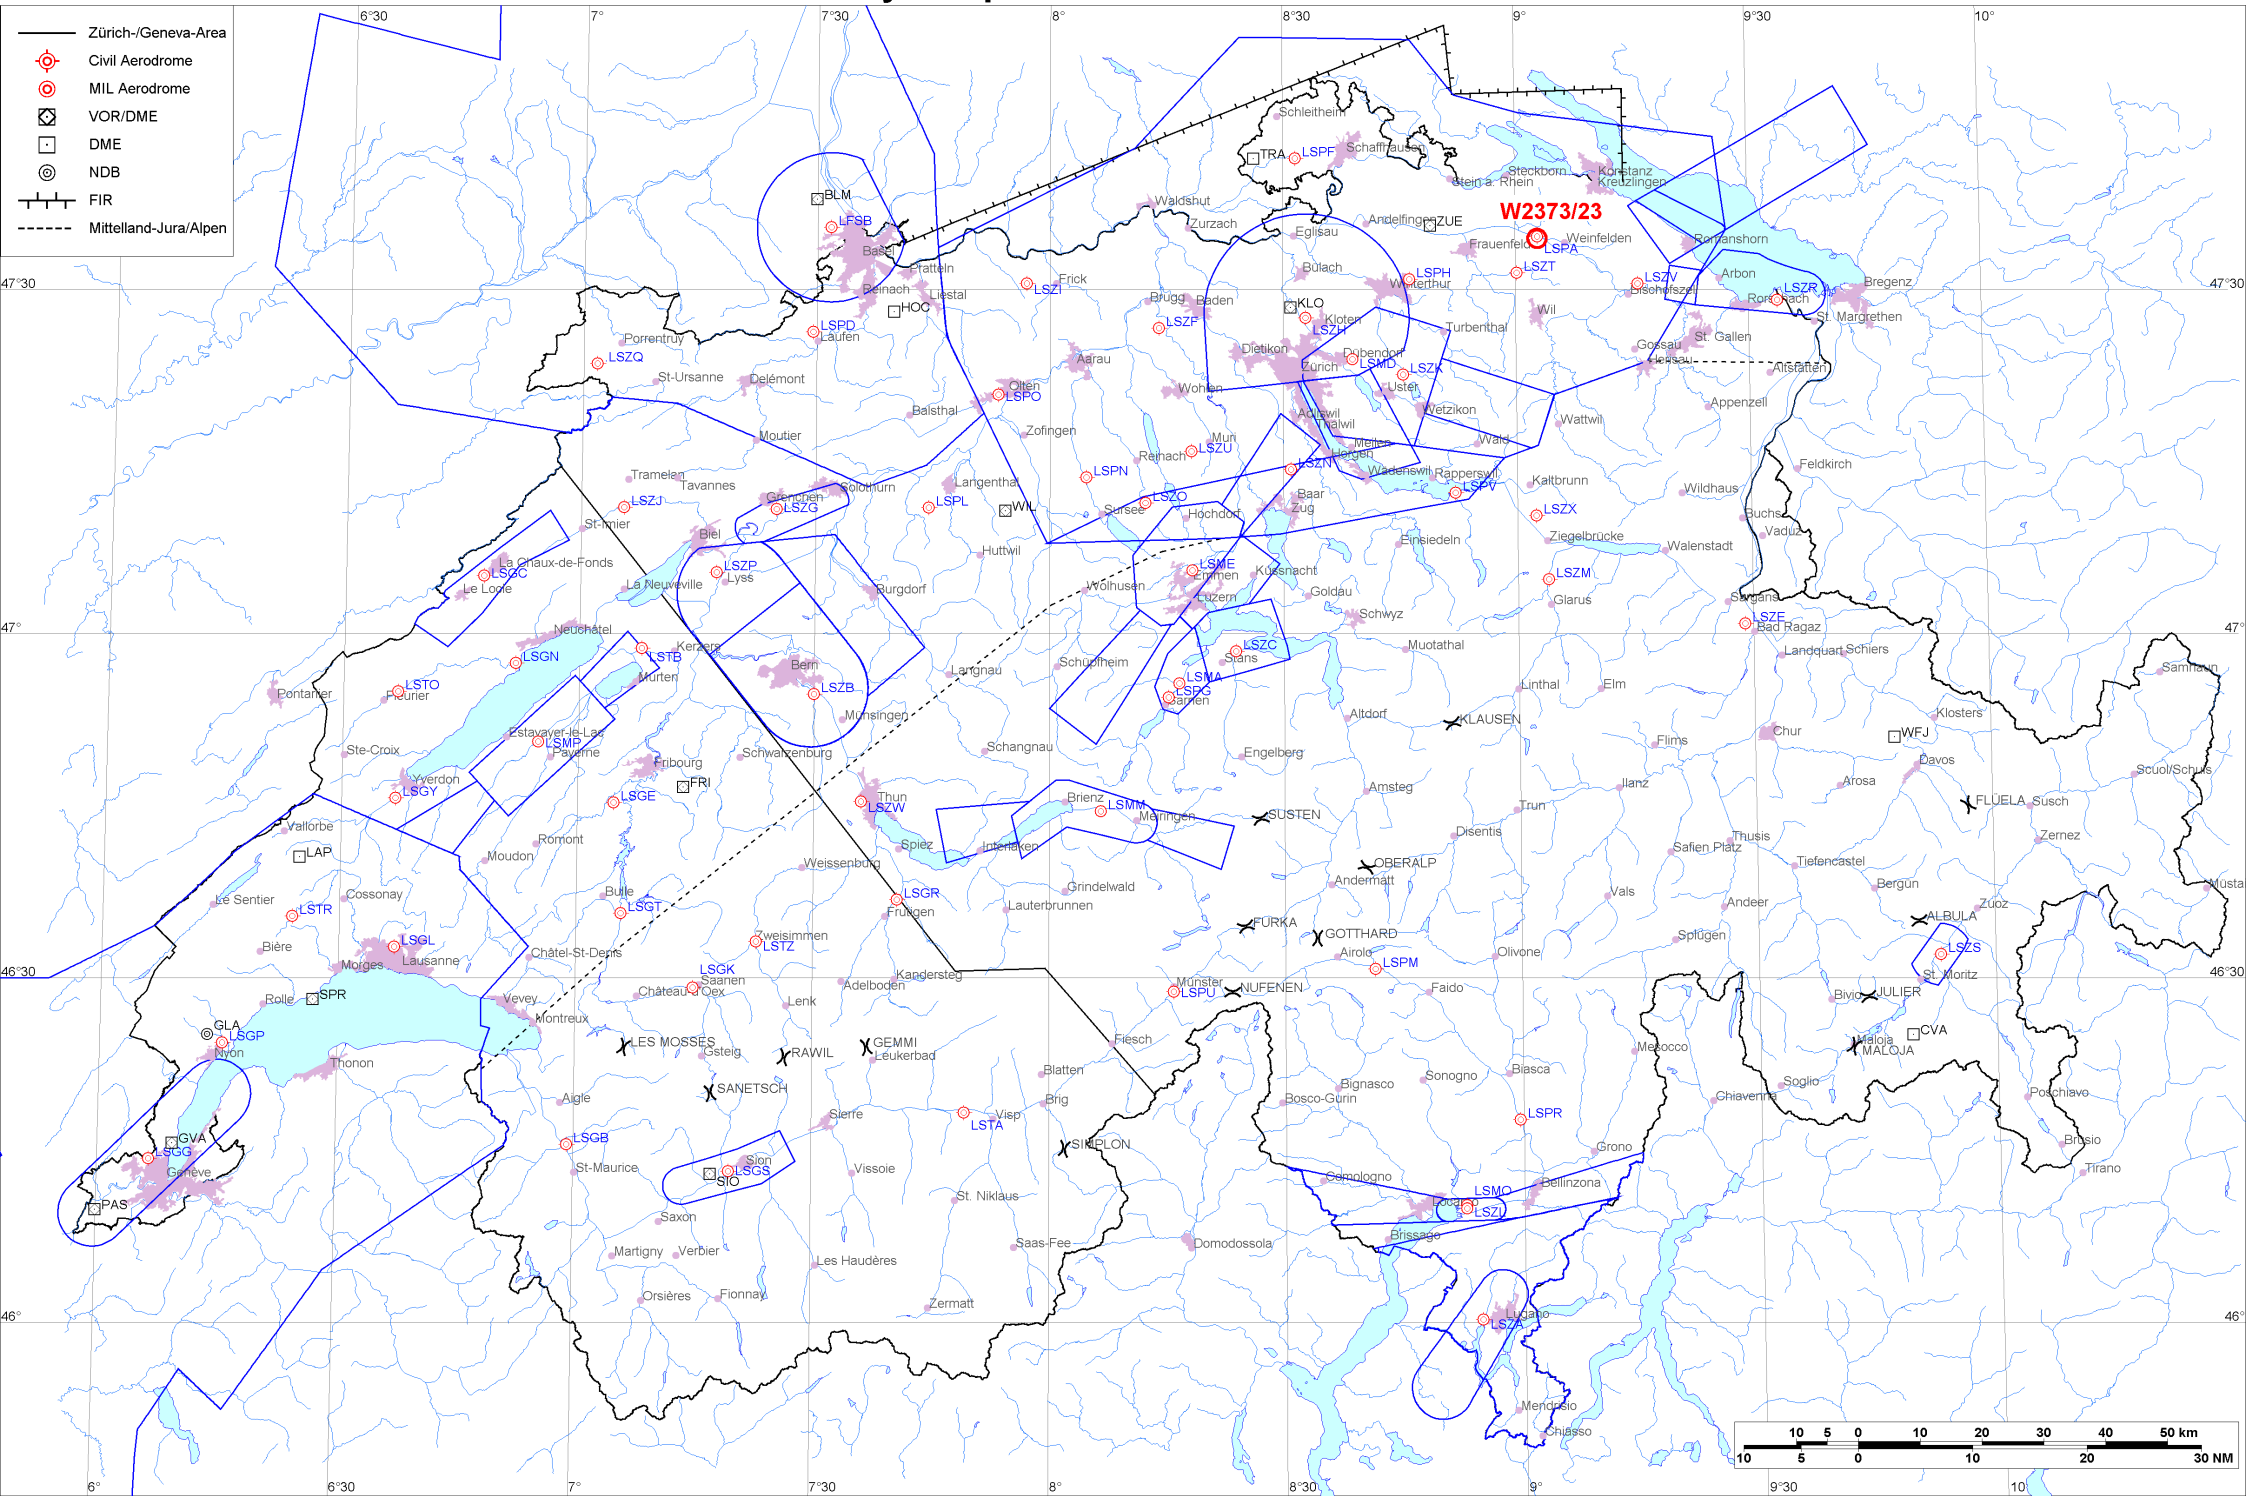 6°30
7°
7°30
8°
8°30
9°
9°30
10°
Zürich-/Geneva-Area
Civil Aerodrome
MIL Aerodrome
VOR/DME
DME
NDB
FIR
Mittelland-Jura/Alpen
Schleitheim
TRA
LSPF
Schaffhausen
Steckborn
Stein a. Rhein
Konstanz
Kreuzlingen
BLM
LFSB
Basel
Waldshut
Zurzach
Eglisau
Andelfingen
ZUE
W2373/23
LSPA
Weinfelden
Frauenfeld
Romanshorn
Pratteln
Reinach
Liestal
HOC
LSZI
Frick
Bülach
LSPH
Winterthur
LSZT
LSZV
Bischofszell
Arbon
LSZR
Rorschach
Bregenz
St. Margrethen
47°30
47°30
LSPD
Laufen
Brugg
Baden
LSZF
KLO
Kloten
LSZH
Turbenthal
Wil
St. Gallen
Gossau
Herisau
Altstätten
Porrentruy
LSZQ
St-Ursanne
Delémont
Aarau
Dietikon
Zürich
Dübendorf
LSMD
LSZK
Uster
Wetzikon
Olten
LSPO
Balsthal
Wohlen
Zofingen
Adliswil
Thalwil
Appenzell
Wattwil
Moutier
Muri
LSZU
Reinach
Meilen
Horgen
Wald
Tramelan
Tavannes
LSPN
LSZN
Wädenswil
Rapperswil
LSPV
Kaltbrunn
Feldkirch
Wildhaus
Grenchen
Solothurn
LSZG
LSZJ
St-Imier
Langenthal
LSPL
WIL
LSZO
Sursee
Hochdorf
Baar
Zug
LSZX
Ziegelbrücke
Buchs
Vaduz
Walenstadt
Biel
Huttwil
Einsiedeln
La Chaux-de-Fonds
LSGC
Le Locle
LSZP
Lyss
La Neuveville
Burgdorf
Wolhusen
LSME
Emmen
Küssnacht
Luzern
Goldau
Schwyz
LSZM
Glarus
Sargans
LSZE
Bad Ragaz
47°
47°
Neuchâtel
LSGN
LSTB
Kerzers
Murten
Bern
LSZB
Langnau
Schüpfheim
LSZC
Stans
LSMA
LSPG
Sarnen
Muotathal
Landquart
Schiers
Samnaun
LSTO
Fleurier
Pontarlier
Münsingen
Altdorf
Linthal
Elm
KLAUSEN
Klosters
WFJ
Davos
Chur
Flims
Ste-Croix
Estavayer-le-Lac
LSMP
Payerne
Schwarzenburg
Schangnau
Engelberg
Fribourg
FRI
Yverdon
LSGY
LSGE
Thun
LSZW
Brienz
LSMM
Meiringen
SUSTEN
Amsteg
Trun
Ilanz
Arosa
FLÜELA
Susch
Scuol/Schuls
Vallorbe
LAP
Romont
Moudon
Spiez
Interlaken
Weissenburg
OBERALP
Disentis
Safien Platz
Thusis
Tiefencastel
Zernez
Le Sentier
Cossonay
LSTR
Bulle
LSGT
LSGR
Frutigen
Grindelwald
Lauterbrunnen
Andermatt
FURKA
GOTTHARD
Vals
Andeer
Bergün
ALBULA
Zuoz
Müstair
Bière
LSGL
Lausanne
Morges
Châtel-St-Denis
Zweisimmen
LSTZ
LSGK
Saanen
Château-d'Oex
Kandersteg
Adelboden
Airolo
LSPM
Olivone
Splügen
LSZS
St. Moritz
46°30
46°30
SPR
Rolle
Vevey
Montreux
Lenk
Münster
LSPU
NUFENEN
Faido
Bivio
JULIER
GLA
LSGP
Nyon
Thonon
LES MOSSES
Gsteig
RAWIL
GEMMI
Leukerbad
Fiesch
Mesocco
Maloja
MALOJA
CVA
SANETSCH
Blatten
Brig
Bignasco
Sonogno
Biasca
Bosco-Gurin
Soglio
Chiavenna
Poschiavo
Aigle
Sierre
LSTA
Visp
LSPR
GVA
LSGG
Genève
LSGB
St-Maurice
Sion
LSGS
SIO
Vissoie
SIMPLON
Grono
Brusio
Tirano
PAS
Comologno
LSMO
Locarno
LSZL
Bellinzona
St. Niklaus
Saxon
Martigny
Verbier
Saas-Fee
Domodossola
Brissago
Les Haudères
Orsières
Fionnay
Zermatt
Lugano
LSZA
46°
46°
Mendrisio
Chiasso
10 5 0 10 20 30 40 50 km
10 5 0 10 20 30 NM
6°
6°30
7°
7°30
8°
8°30
9°
9°30
10°